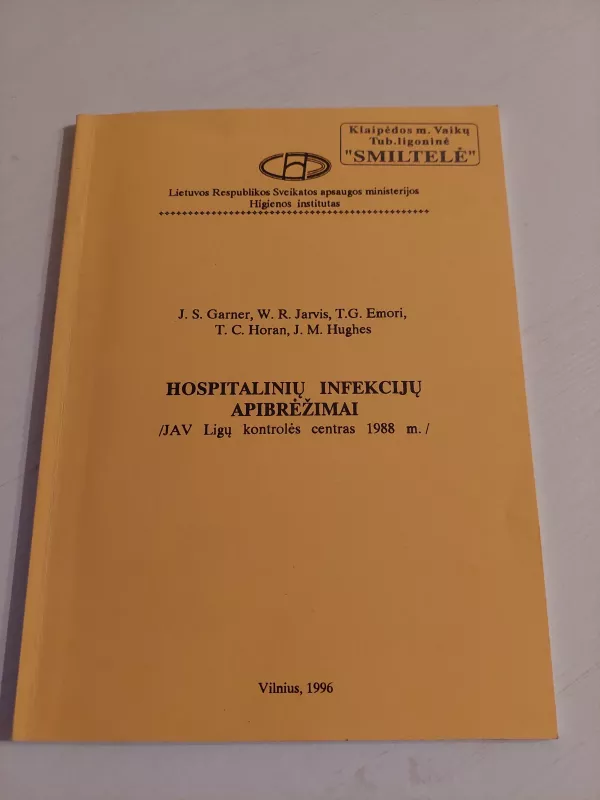 Klaipėdos m. Vaikų
Tub.ligoninė
"SMILTELĖ"
Lietuvos Respublikos Sveikatos apsaugos ministerijos
Higienos institutas
J. S. Garner, W. R. Jarvis, T.G. Emori,
T. C. Horan, J. M. Hughes
HOSPITALINIŲ INFEKCIJŲ
APIBRĖŽIMAI
/JAV Ligų kontrolės centras 1988 m. /
Vilnius, 1996